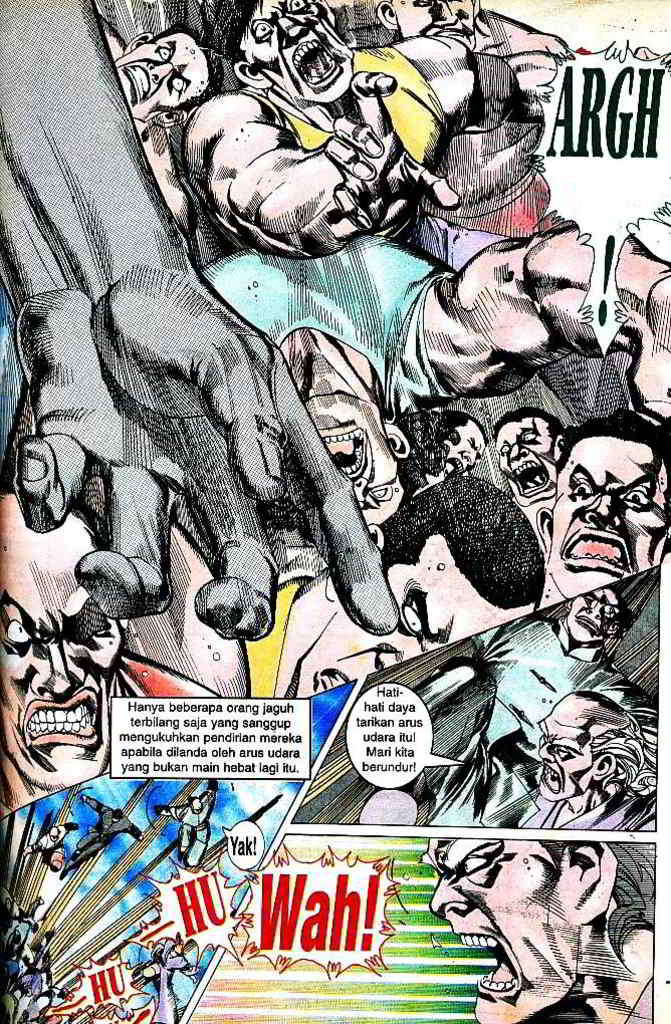 ARGH
!
Hanya beberapa orang jaguh
terbilang saja yang sanggup
mengukuhkan pendirian mereka
apabila dilanda oleh arus udara
yang bukan main hebat lagi itu.
Hati-
hati daya
tarikan arus
udara itu!
Mari kita
berundur!
Yak!
HU
HU
Wah!